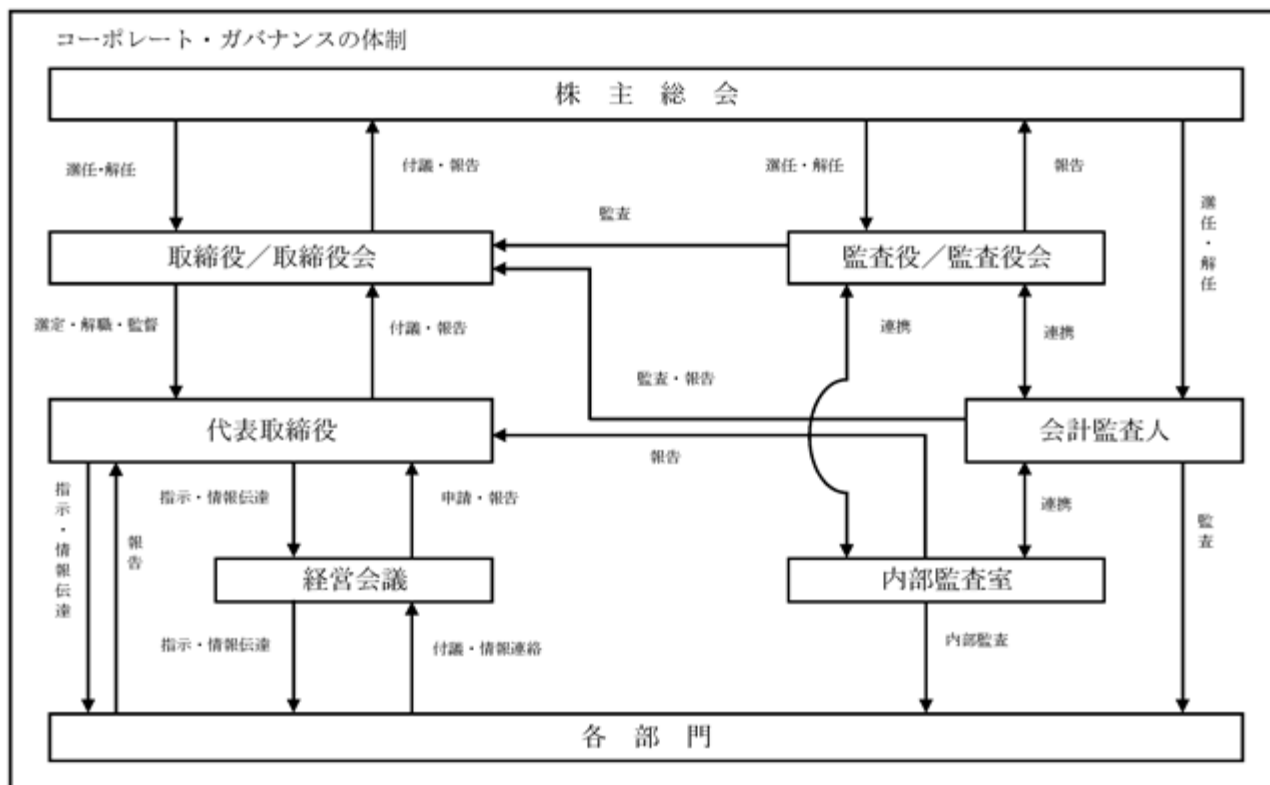 コーポレート・ガバナンスの体制
株 主 総 会
選任・解任
付議・報告
選任・解任
報告
選任・解任
監査
取締役／取締役会
監査役／監査役会
選定・解職・監督
付議・報告
連携
連携
監査・報告
代表取締役
会計監査人
報告
指示・情報伝達
報告
指示・情報伝達
申請・報告
連携
監査
経営会議
内部監査室
指示・情報伝達
付議・情報連絡
内部監査
各 部 門